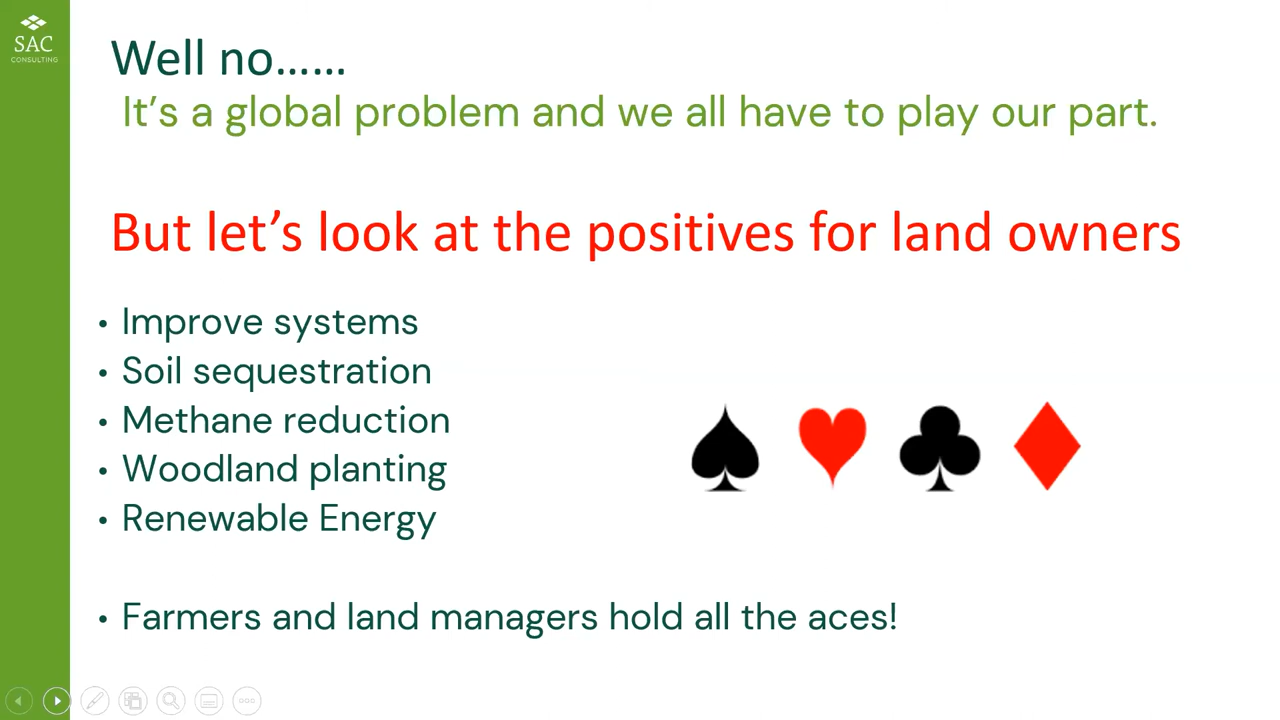 SAC
CONSULTING
Well no......
It's a global problem and we all have to play our part.
But let's look at the positives for land owners
• Improve systems
• Soil sequestration
• Methane reduction
• Woodland planting
• Renewable Energy
• Farmers and land managers hold all the aces!